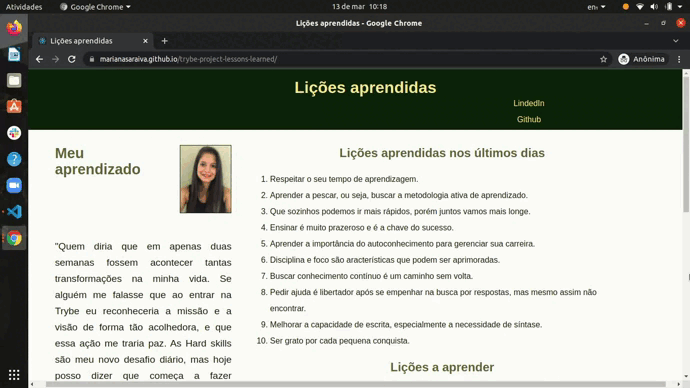 Atividades
Google Chrome
13 de mar 10:18
en₁
Lições aprendidas - Google Chrome
Lições aprendidas
marianasaraiva.github.io/trybe-project-lessons-learned/
Anônima
Lições aprendidas
LindedIn
Github
Meu
aprendizado
"Quem diria que em apenas duas
semanas fossem acontecer tantas
transformações na minha vida. Se
alguém me falasse que ao entrar na
Trybe eu reconheceria a missão e a
visão de forma tão acolhedora, e que
essa ação me traria paz. As Hard skills
são meu novo desafio diário, mas hoje
posso dizer que começa a fazer
Lições aprendidas nos últimos dias
1. Respeitar o seu tempo de aprendizagem.
2. Aprender a pescar, ou seja, buscar a metodologia ativa de aprendizado.
3. Que sozinhos podemos ir mais rápidos, porém juntos vamos mais longe.
4. Ensinar é muito prazeroso e é a chave do sucesso.
5. Aprender a importância do autoconhecimento para gerenciar sua carreira.
6. Disciplina e foco são aracterísticas que podem ser aprimoradas.
7. Buscar conhecimento contínuo é um caminho sem volta.
8. Pedir ajuda é libertador após se empenhar na busca por respostas, mas mesmo assim não
encontrar.
9. Melhorar a capacidade de escrita, especialmente a necessidade de síntase.
10. Ser grato por cada pequena conquista.
Lições a aprender